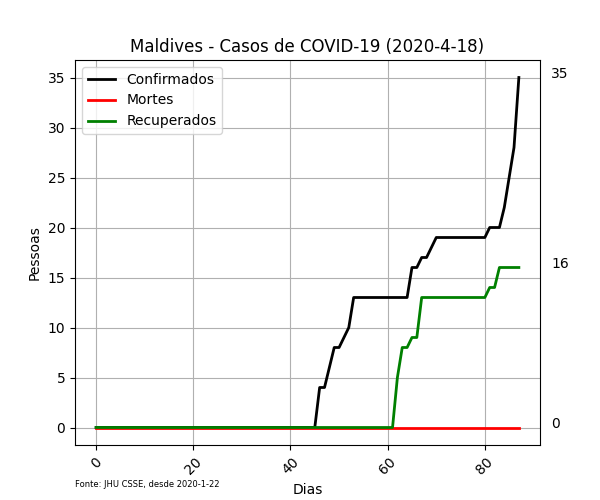 Maldives - Casos de COVID-19 (2020-4-18)
Confirmados
Mortes
Recuperados
35
30
25
20
15
10
5
0
Pessoas
35
16
0
0
20
40
60
80
Dias
Fonte: JHU CSSE, desde 2020-1-22